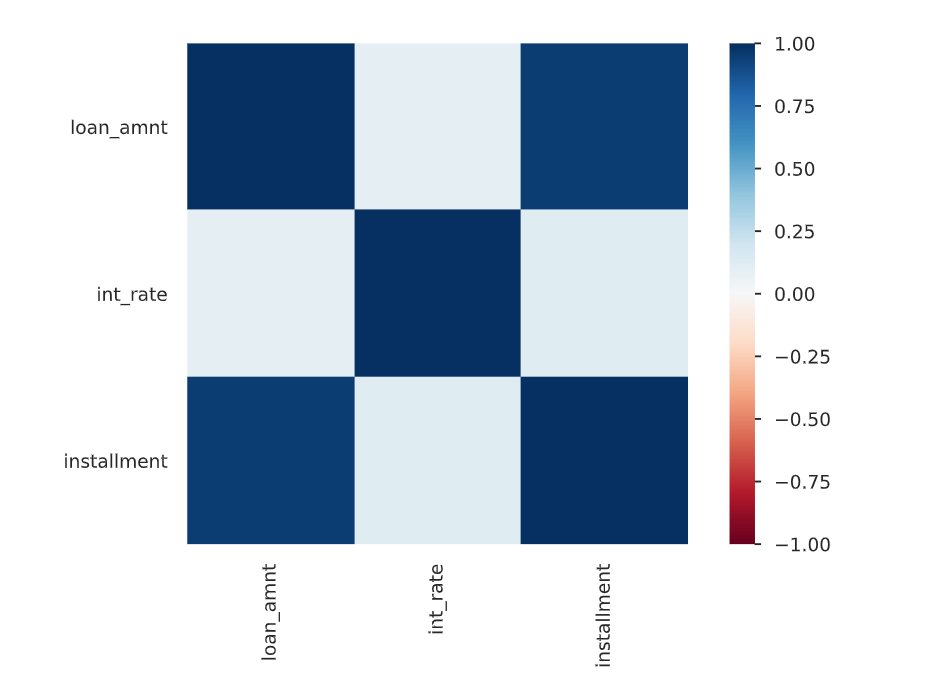 loan_amnt
int_rate
installment
loan_amnt
int_rate
installment
1.00
0.75
0.50
0.25
0.00
−0.25
−0.50
−0.75
−1.00